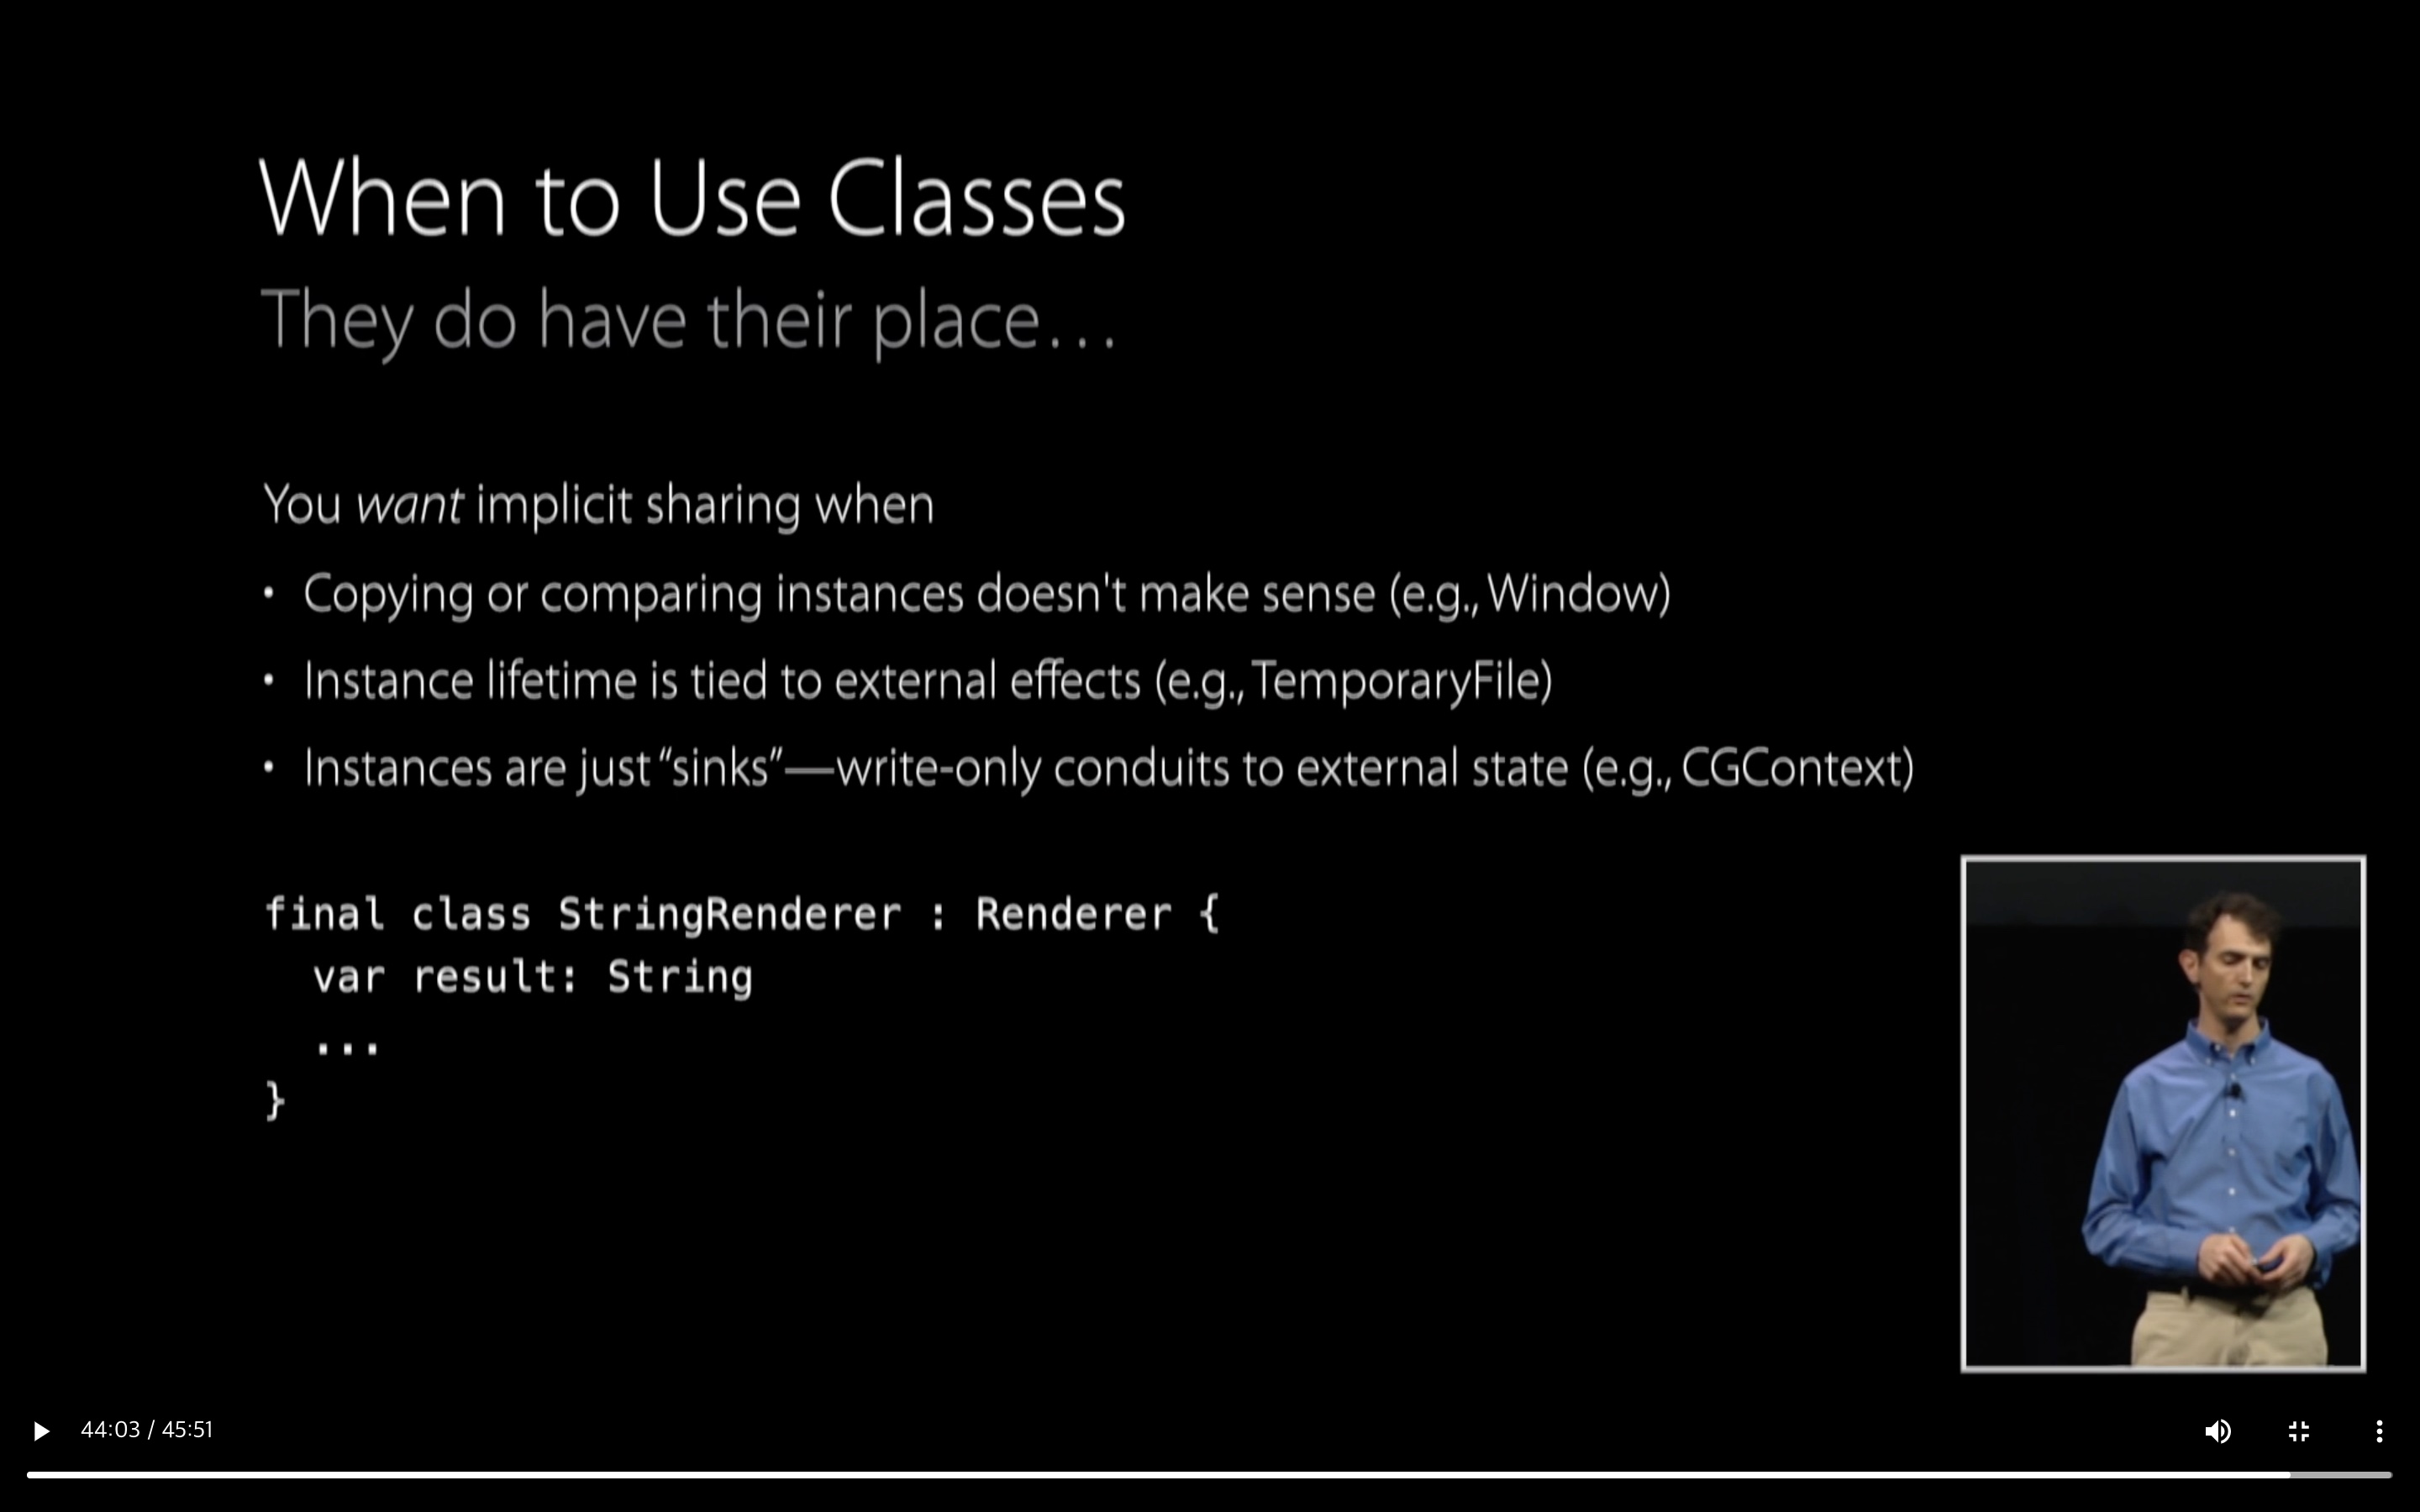 When to Use Classes
They do have their place…
You want implicit sharing when
• Copying or comparing instances doesn't make sense (e.g., Window)
• Instance lifetime is tied to external effects (e.g., TemporaryFile)
• Instances are just “sinks”—write-only conduits to external state (e.g., CGContext)
final class StringRenderer : Renderer {
  var result: String
  ...
}
44:03 / 45:51